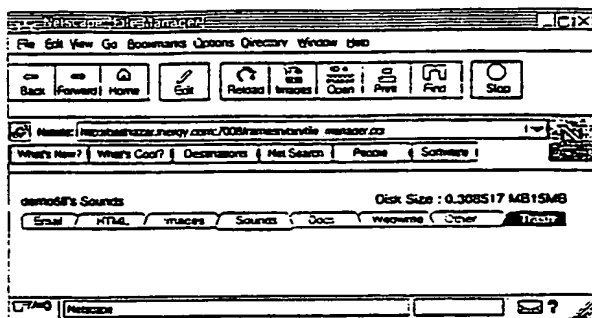 Netscape - File Manager
File Edit View Go Bookmarks Options Directory Window Help
Back Forward Home Edit Reload Images Open Print Find Stop
What's New? What's Cool? Destinations Net Search People Software
demo5ll's Sounds Disk Size : 0.308517 MB15MB
Email HTML Images Sounds Docs Webwrite Other Trash
Netscape ?